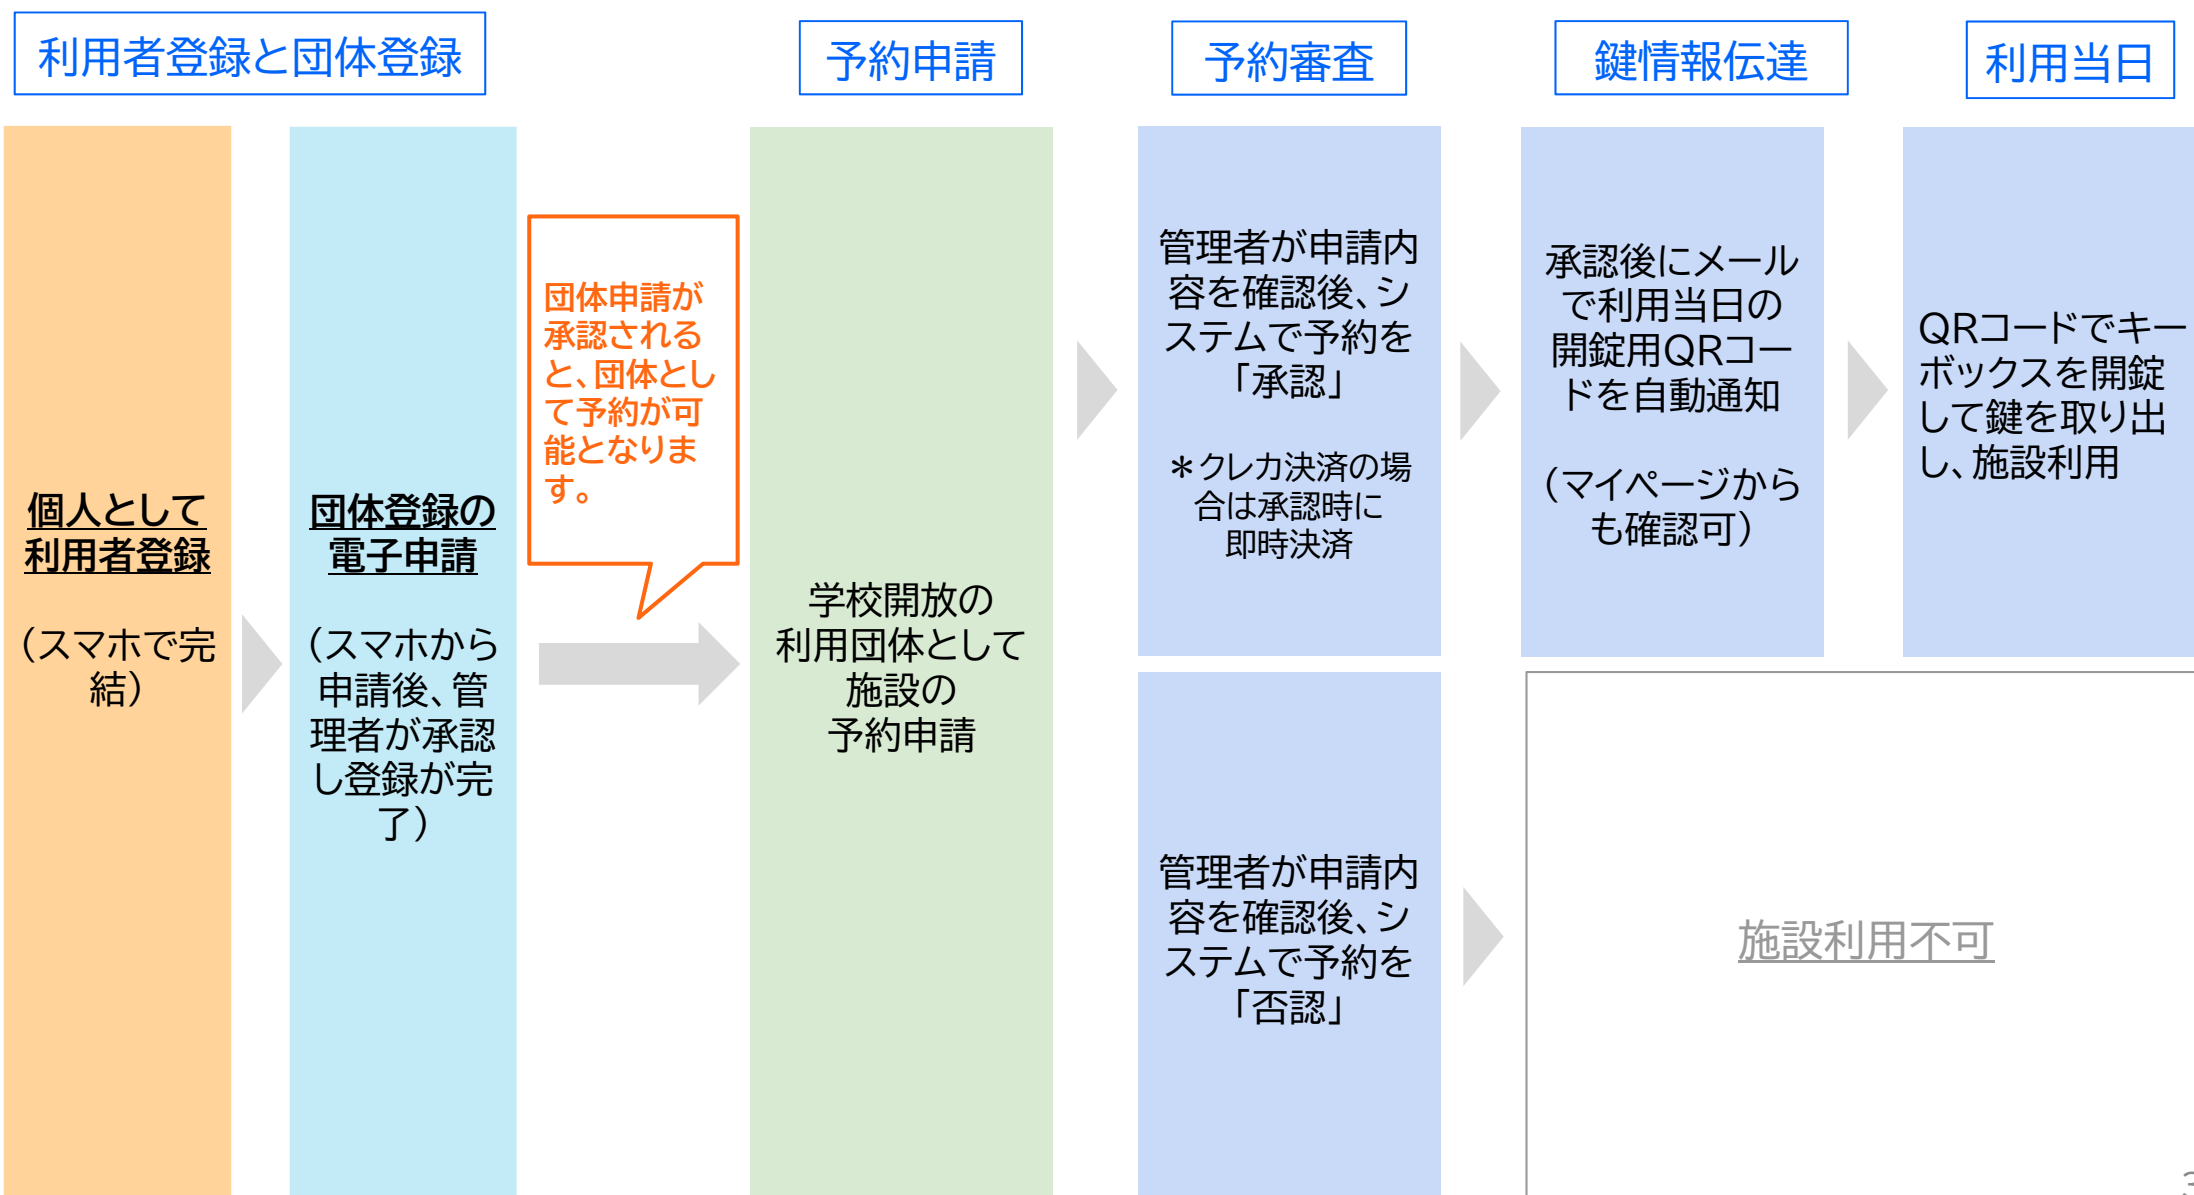 利用者登録と団体登録
予約申請
予約審査
鍵情報伝達
利用当日
個人として
利用者登録
（スマホで完
結）
団体登録の
電子申請
（スマホから
申請後、管
理者が承認
し登録が完
了）
団体申請が
承認される
と、団体とし
て予約が可
能となりま
す。
学校開放の
利用団体として
施設の
予約申請
管理者が申請内
容を確認後、シ
ステムで予約を
「承認」
＊クレカ決済の場
合は承認時に
即時決済
承認後にメール
で利用当日の
開錠用QRコー
ドを自動通知
（マイページから
も確認可）
QRコードでキー
ボックスを開錠
して鍵を取り出
し、施設利用
管理者が申請内
容を確認後、シ
ステムで予約を
「否認」
施設利用不可